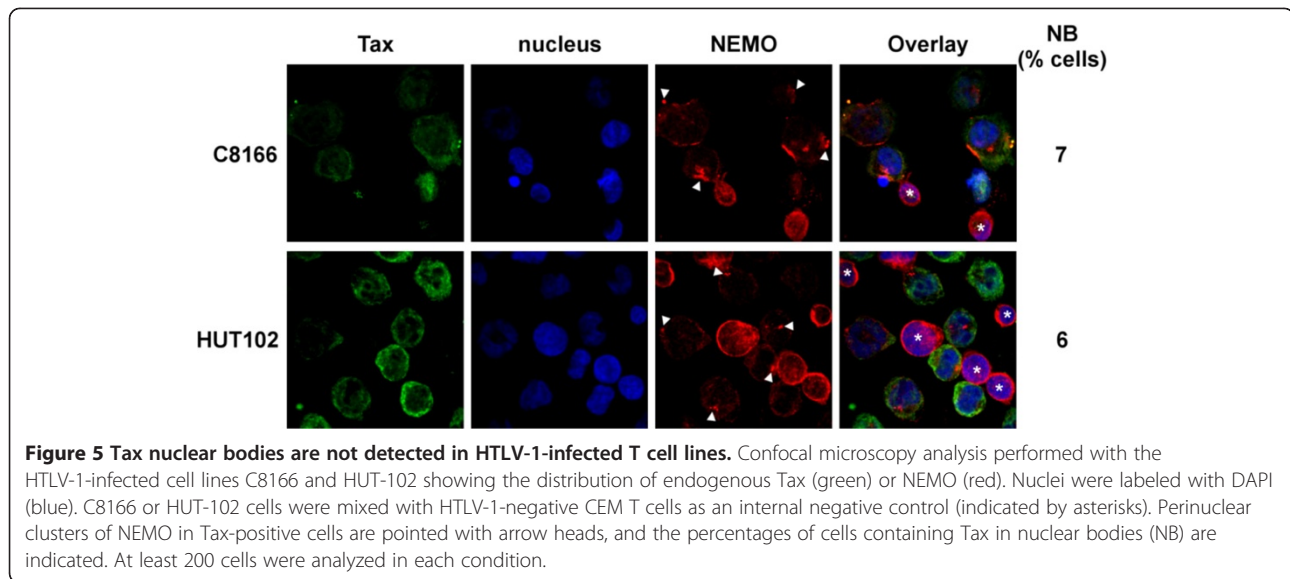 Tax nucleus NEMO Overlay NB
(% cells)
C8166 7
* *
HUT102 6
* * * * *
Figure 5 Tax nuclear bodies are not detected in HTLV-1-infected T cell lines. Confocal microscopy analysis performed with the
HTLV-1-infected cell lines C8166 and HUT-102 showing the distribution of endogenous Tax (green) or NEMO (red). Nuclei were labeled with DAPI
(blue). C8166 or HUT-102 cells were mixed with HTLV-1-negative CEM T cells as an internal negative control (indicated by asterisks). Perinuclear
clusters of NEMO in Tax-positive cells are pointed with arrow heads, and the percentages of cells containing Tax in nuclear bodies (NB) are
indicated. At least 200 cells were analyzed in each condition.